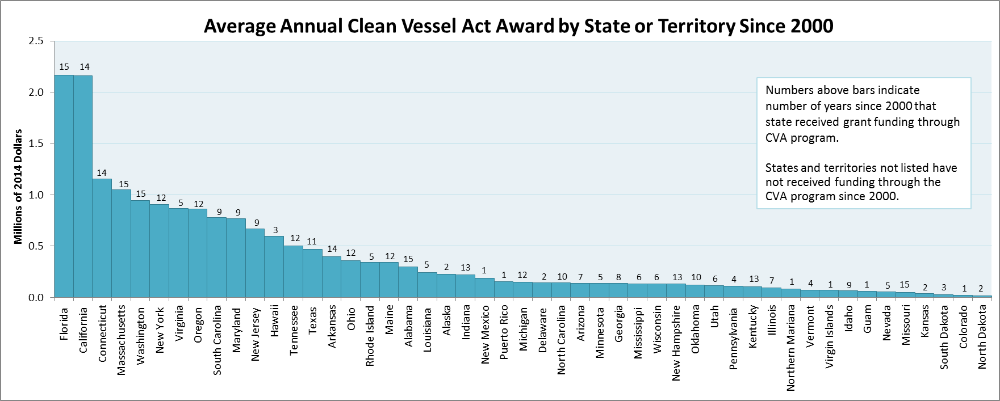 Average Annual Clean Vessel Act Award by State or Territory Since 2000
Millions of 2014 Dollars
2.5
2.0
1.5
1.0
0.5
0.0
15
14
14
15
15
12
5
12
9
9
9
3
12
11
14
12
5
12
15
5
2
13
1
1
12
2
10
7
5
8
6
6
13
10
6
4
13
7
1
4
1
9
1
5
15
2
3
1
2
Numbers above bars indicate
number of years since 2000 that
state received grant funding through
CVA program.
States and territories not listed have
not received funding through the
CVA program since 2000.
Florida
California
Connecticut
Massachusetts
Washington
New York
Virginia
Oregon
South Carolina
Maryland
New Jersey
Hawaii
Tennessee
Texas
Arkansas
Ohio
Rhode Island
Maine
Alabama
Louisiana
Alaska
Indiana
New Mexico
Puerto Rico
Michigan
Delaware
North Carolina
Arizona
Minnesota
Georgia
Mississippi
Wisconsin
New Hampshire
Oklahoma
Utah
Pennsylvania
Kentucky
Illinois
Northern Mariana
Vermont
Virgin Islands
Idaho
Guam
Nevada
Missouri
Kansas
South Dakota
Colorado
North Dakota